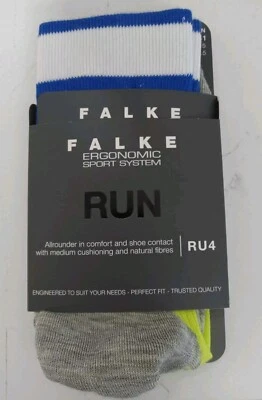 FALKE
FALKE
ERGONOMIC
SPORT SYSTEM
RUN
Allrounder in comfort and shoe contact
with medium cushioning and natural fibres
RU4
ENGINEERED TO SUIT YOUR NEEDS - PERFECT FIT - TRUSTED QUALITY